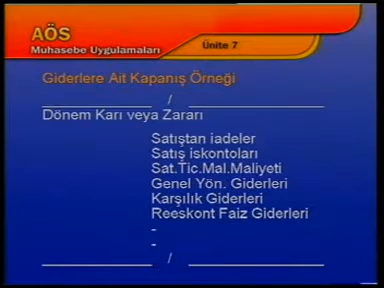 AÖS
Muhasebe Uygulamaları
Ünite 7
Giderlere Ait Kapanış Örneği
/
Dönem Karı veya Zararı
Satıştan iadeler
Satış iskontoları
Sat.Tic.Mal.Maliyeti
Genel Yön. Giderleri
Karşılık Giderleri
Reeskont Faiz Giderleri
-
-
/